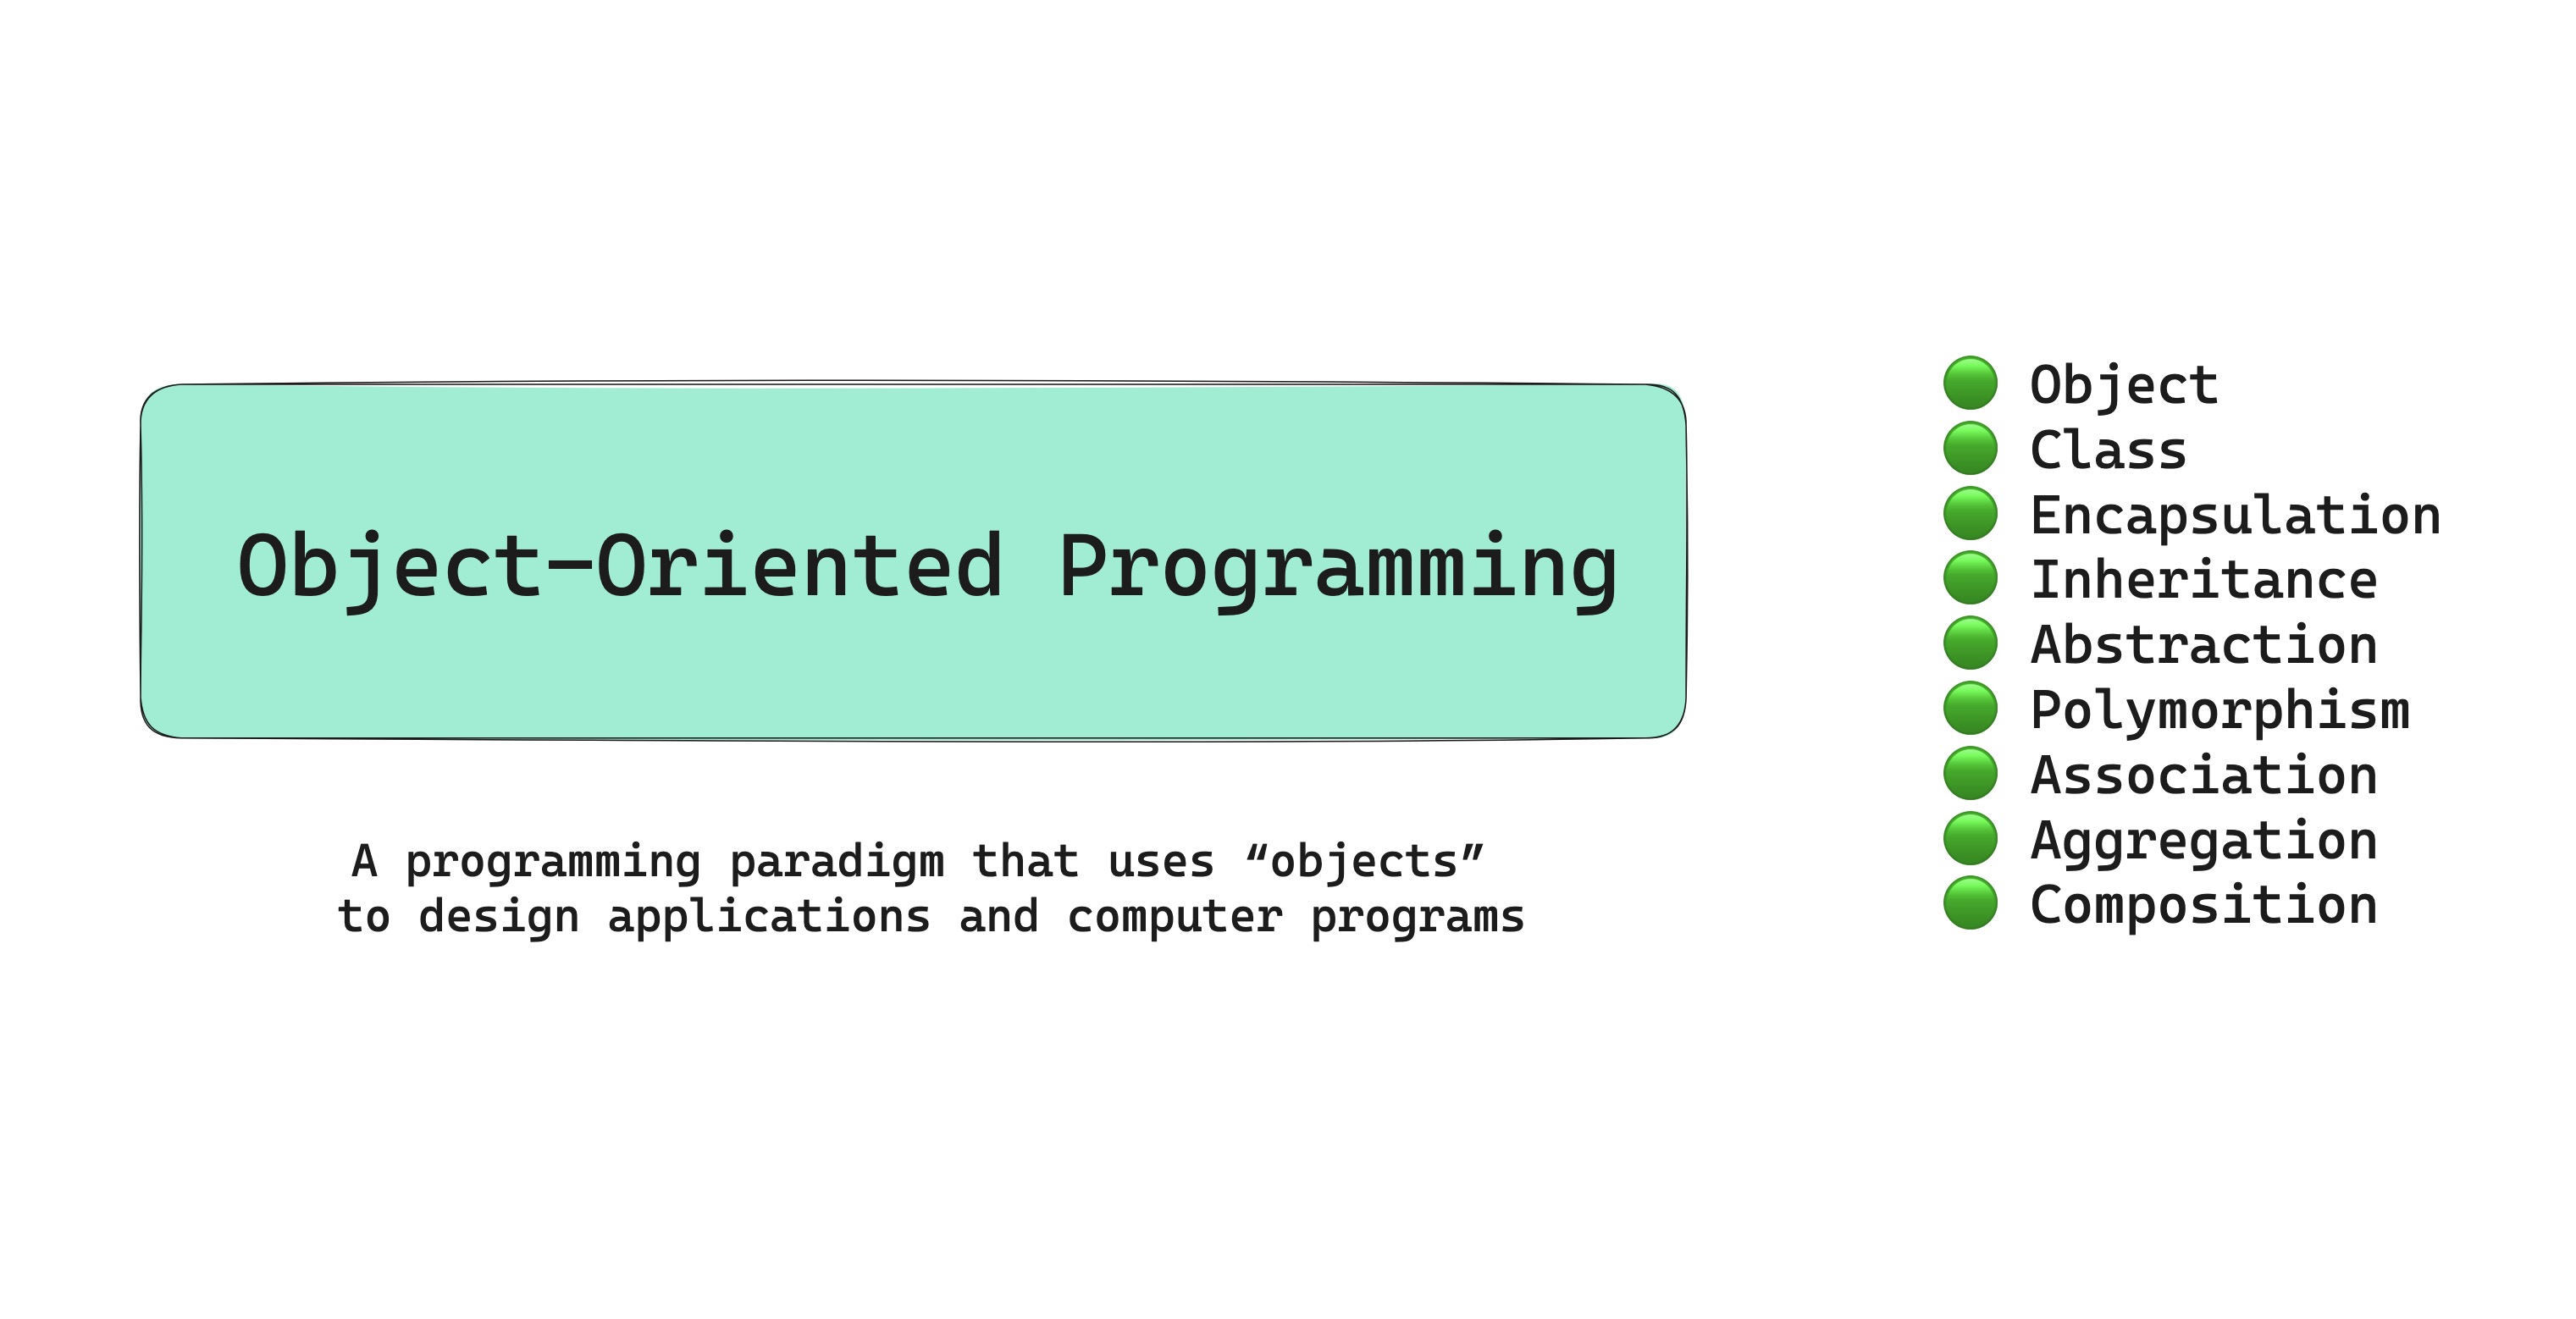 Object-Oriented Programming
A programming paradigm that uses “objects”
to design applications and computer programs
Object
Class
Encapsulation
Inheritance
Abstraction
Polymorphism
Association
Aggregation
Composition